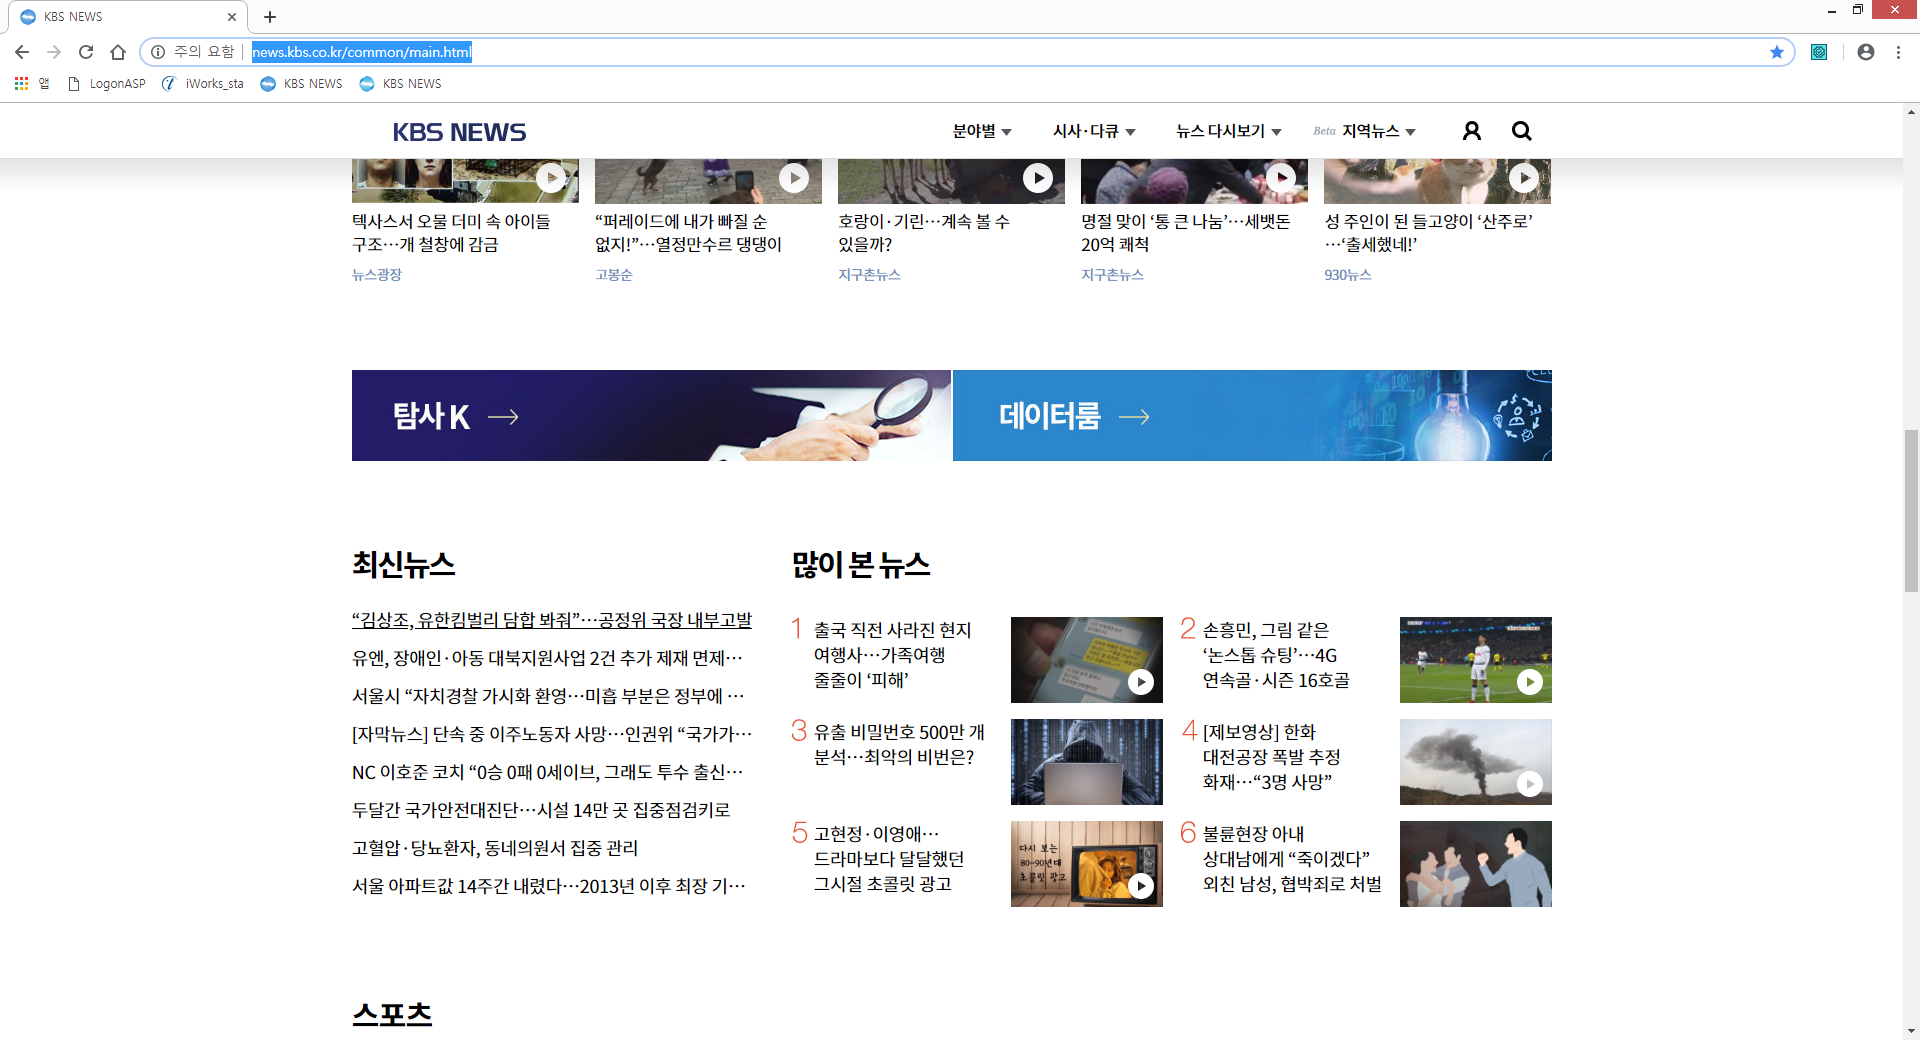 KBS NEWS
주의 요함
news.kbs.co.kr/common/main.html
앱
LogonASP
iWorks_sta
KBS NEWS
KBS NEWS
KBS NEWS
분야별
시사·다큐
뉴스 다시보기
Beta 지역뉴스
텍사스서 오물 더미 속 아이들
구조…개 철창에 감금
뉴스광장
“퍼레이드에 내가 빠질 순
없지!”…열정만수르 댕댕이
고봉순
호랑이·기린…계속 볼 수
있을까?
지구촌뉴스
명절 맞이 ‘통 큰 나눔’…세뱃돈
20억 쾌척
지구촌뉴스
성 주인이 된 들고양이 ‘산주로’
…‘출세했네!’
930뉴스
탐사K
데이터룸
최신뉴스
“김상조, 유한킴벌리 담합 봐줘”…공정위 국장 내부고발
유엔, 장애인·아동 대북지원사업 2건 추가 제재 면제…
서울시 “자치경찰 가시화 환영…미흡 부분은 정부에 …
[자막뉴스] 단속 중 이주노동자 사망…인권위 “국가가…
NC 이호준 코치 “0승 0패 0세이브, 그래도 투수 출신…
두달간 국가안전대진단…시설 14만 곳 집중점검키로
고혈압·당뇨환자, 동네의원서 집중 관리
서울 아파트값 14주간 내렸다…2013년 이후 최장 기…
많이 본 뉴스
1 출국 직전 사라진 현지
여행사…가족여행
줄줄이 ‘피해’
2 손흥민, 그림 같은
‘논스톱 슈팅’…4G
연속골·시즌 16호골
3 유출 비밀번호 500만 개
분석…최악의 비번은?
4 [제보영상] 한화
대전공장 폭발 추정
화재…“3명 사망”
5 고현정·이영애…
드라마보다 달달했던
그시절 초콜릿 광고
다시 보는
80~90년대
초콜릿 광고
6 불륜현장 아내
상대남에게 “죽이겠다”
외친 남성, 협박죄로 처벌
스포츠